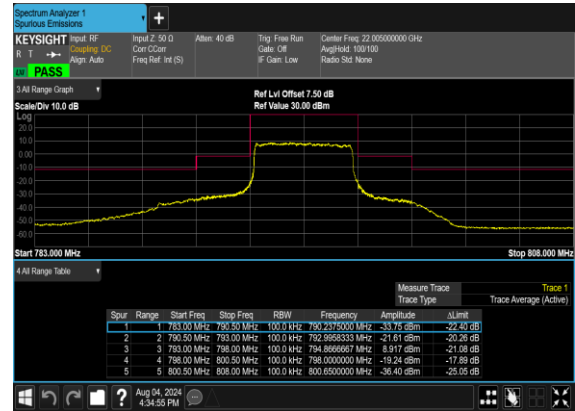 Spectrum Analyzer 1
Spurious Emissions
+
KEYSIGHT Input: RF Input Z: 50 Ω Atten: 40 dB Trig: Free Run Center Freq: 22.005000000 GHz
R T Coupling: DC Corr CCorr Gate: Off Avg|Hold: 100/100
Align: Auto Freq Ref: Int (S) IF Gain: Low Radio Std: None
PASS
3 All Range Graph
Ref Lvl Offset 7.50 dB
Scale/Div 10.0 dB Ref Value 30.00 dBm
Log
20.0
10.0
0.00
-10.0
-20.0
-30.0
-40.0
-50.0
-60.0
Start 783.000 MHz Stop 808.000 MHz
4 All Range Table
Measure Trace Trace 1
Trace Type Trace Average (Active)
Spur Range Start Freq Stop Freq RBW Frequency Amplitude ΔLimit
1 1 783.00 MHz 790.50 MHz 100.0 kHz 790.2375000 MHz -33.75 dBm -22.40 dB
2 2 790.50 MHz 793.00 MHz 100.0 kHz 792.9958333 MHz -21.61 dBm -20.26 dB
3 3 793.00 MHz 798.00 MHz 100.0 kHz 794.8666667 MHz 8.917 dBm -21.08 dB
4 4 798.00 MHz 800.50 MHz 100.0 kHz 798.0000000 MHz -19.24 dBm -17.89 dB
5 5 800.50 MHz 808.00 MHz 100.0 kHz 800.6500000 MHz -36.40 dBm -25.05 dB
? Aug 04, 2024
4:34:55 PM